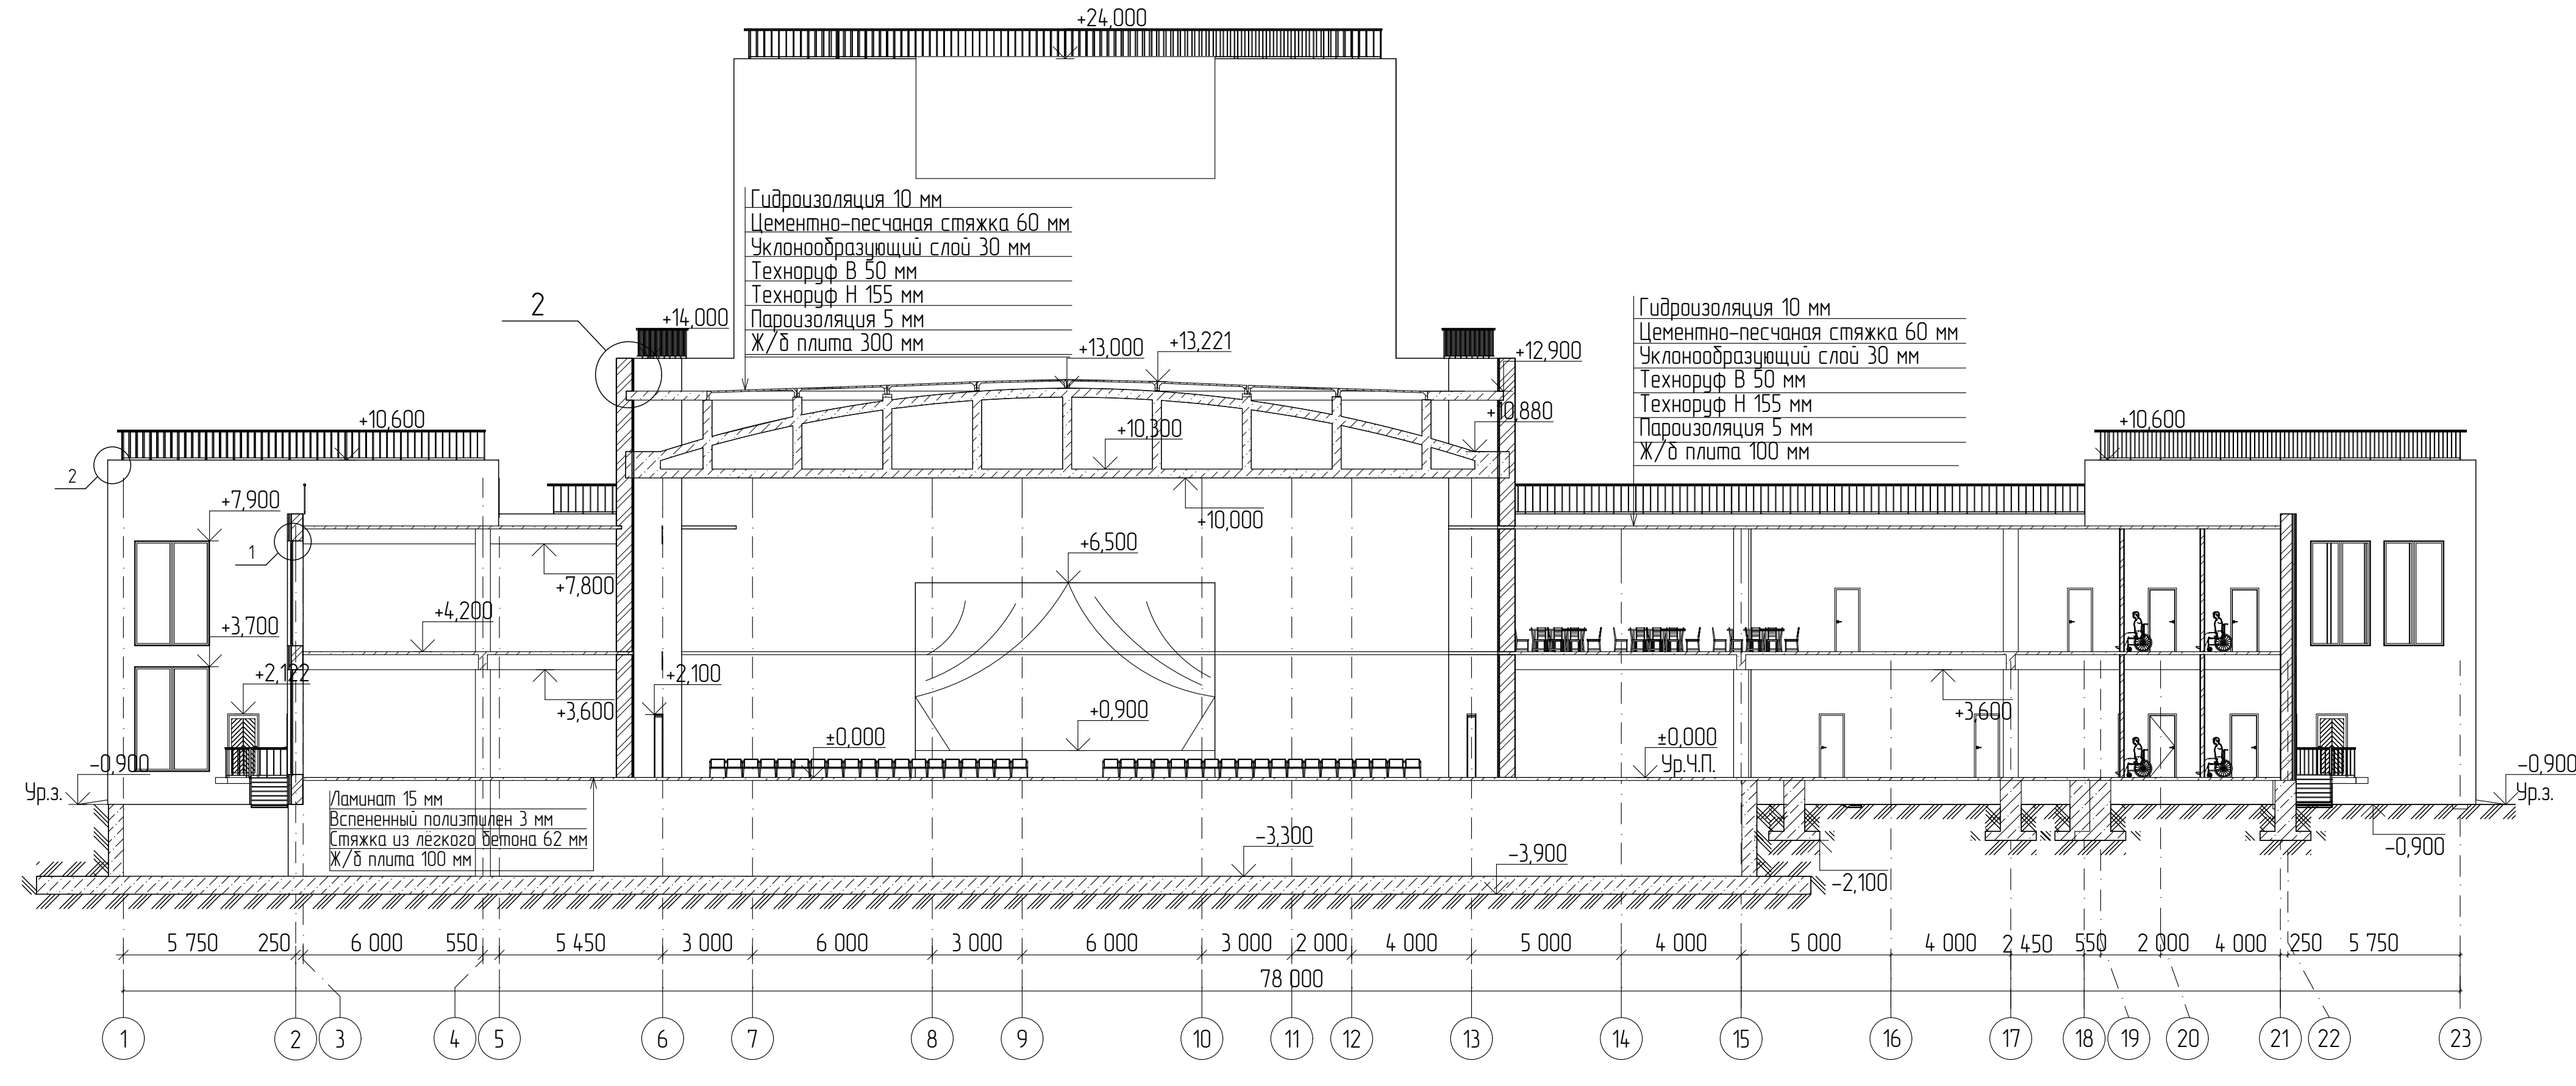 +24,000
Гидроизоляция 10 мм
Цементно-песчаная стяжка 60 мм
Уклонообразующий слой 30 мм
Техноруф В 50 мм
Техноруф Н 155 мм
Пароизоляция 5 мм
Ж/б плита 300 мм
Гидроизоляция 10 мм
Цементно-песчаная стяжка 60 мм
Уклонообразующий слой 30 мм
Техноруф В 50 мм
Техноруф Н 155 мм
Пароизоляция 5 мм
Ж/б плита 100 мм
2
+14,000
+13,000
+13,221
+12,900
+10,880
+10,300
+10,000
+10,600
+10,600
2
+7,900
1
+7,800
+6,500
+4,200
+3,700
+2,122
+3,600
+2,100
+0,900
±0,000
±0,000
Ур.Ч.П.
+3,600
-0,900
Ур.з.
-0,900
Ур.з.
Ламинат 15 мм
Вспененный полиэтилен 3 мм
Стяжка из лёгкого бетона 62 мм
Ж/б плита 100 мм
-3,300
-3,900
-2,100
-0,900
5 750 250 6 000 550 5 450 3 000 6 000 3 000 6 000 3 000 2 000 4 000 5 000 4 000 5 000 4 000 2 450 550 2 000 4 000 250 5 750
78 000
1 2 3 4 5 6 7 8 9 10 11 12 13 14 15 16 17 18 19 20 21 22 23